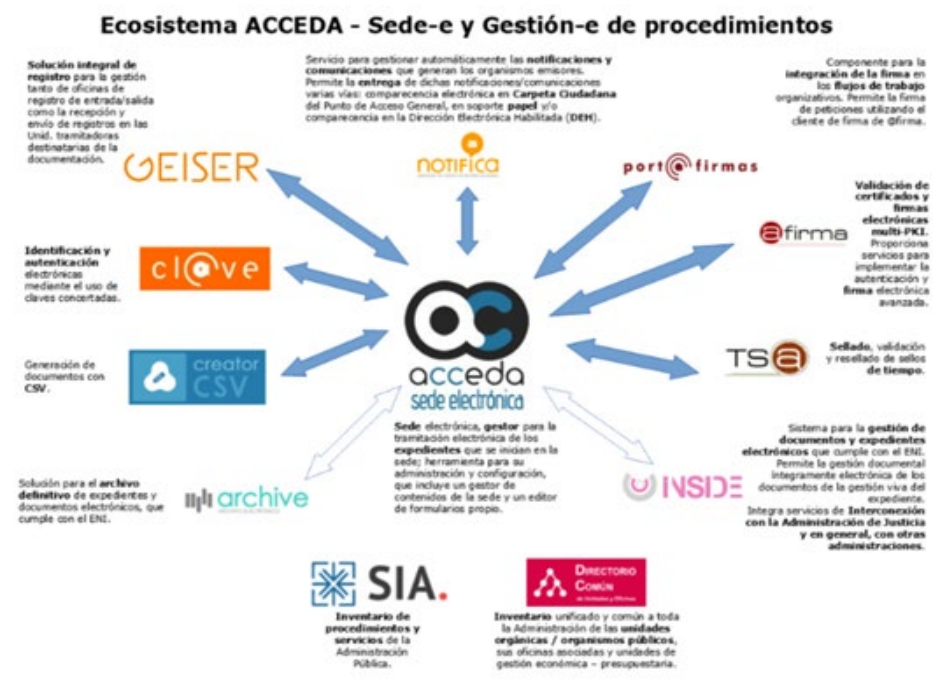 Ecosistema ACCEDA - Sede-e y Gestión-e de procedimientos
Solución integral de
registro para la gestión
tanto de oficinas de
registro de entrada/salida
como la recepción y
envío de registros en las
Unid. tramitadoras
destinatarias de la
documentación.
GEISER
Servicio para gestionar automáticamente las notificaciones y
comunicaciones que generan los organismos emisores.
Permite la entrega de dichas notificaciones/comunicaciones
varias vías: comparecencia electrónica en Carpeta Ciudadana
del Punto de Acceso General, en soporte papel y/o
comparecencia en la Dirección Electrónica Habilitada (DEH).
notifica
Componente para la
integración de la firma en
los flujos de trabajo
organizativos. Permite la firma
de peticiones utilizando el
cliente de firma de @firma.
port@firmas
Identificación y
autenticación
electrónicas
mediante el uso de
claves concertadas.
cl@ve
Validación de
certificados y
firmas
electrónicas
multi-PKI.
Proporciona
servicios para
implementar la
autenticación y
firma electrónica
avanzada.
@firma
Generación de
documentos con
CSV.
creator
CSV
acceda
sede electrónica
Sede electrónica, gestor para la
tramitación electrónica de los
expedientes que se inician en la
sede; herramienta para su
administración y configuración,
que incluye un gestor de
contenidos de la sede y un editor
de formularios propio.
TS@
Sellado, validación
y resellado de sellos
de tiempo.
Solución para el archivo
definitivo de expedientes y
documentos electrónicos, que
cumple con el ENI.
archive
INSIDE
Sistema para la gestión de
documentos y expedientes
electrónicos que cumple con el ENI.
Permite la gestión documental
íntegramente electrónica de los
documentos de la gestión viva del
expediente.
Integra servicios de Interconexión
con la Administración de Justicia
y en general, con otras
administraciones.
SIA.
Inventario de
procedimientos y
servicios de la
Administración
Pública.
DIRECTORIO
COMÚN
de Unidades y Oficinas
Inventario unificado y común a toda
la Administración de las unidades
orgánicas / organismos públicos,
sus oficinas asociadas y unidades de
gestión económica – presupuestaria.